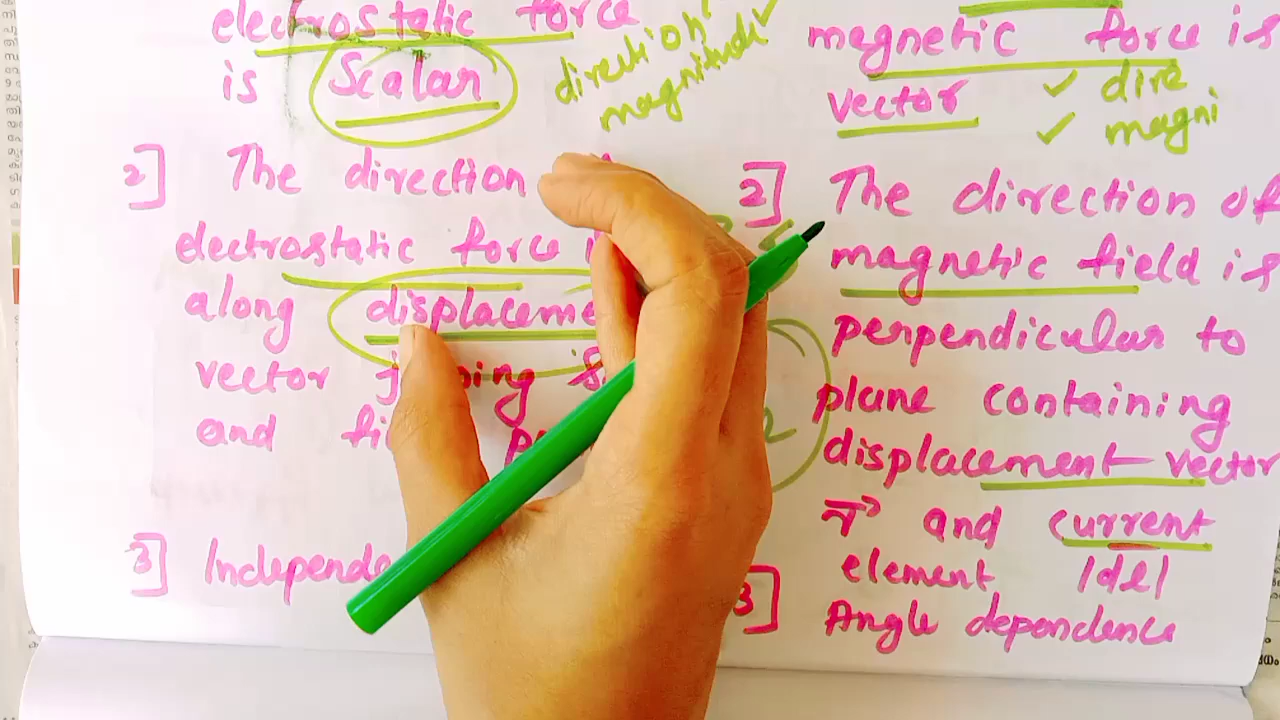 electrostatic force
is Scalar
direction
magnitude
2] The direction
electrostatic force
along
vector
and
3]
magnetic force is
vector
✓ dire
✓ magni
2] The direction of
magnetic field is
perpendicular to
plane containing
displacement vector
r⃗ and current
element Idl
3] Angle dependence